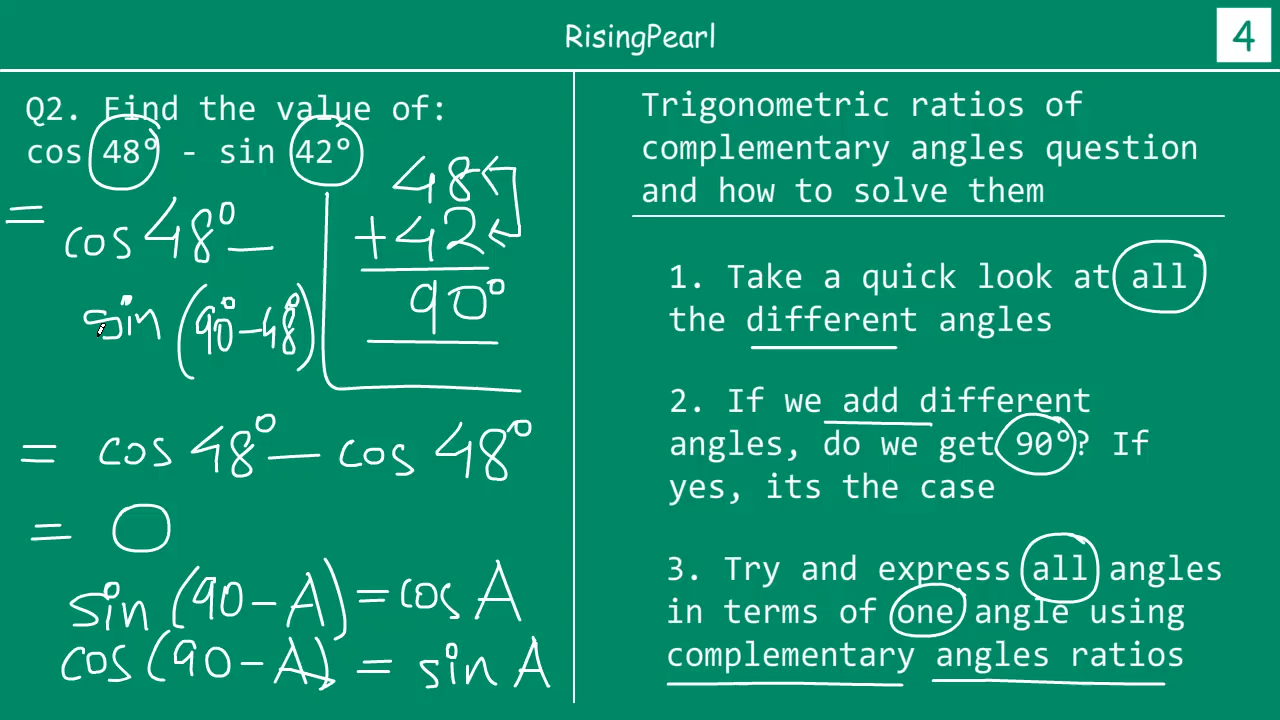 RisingPearl
4
Q2. Find the value of:
cos 48° - sin 42°
= cos 48° —
sin (90° - 48°)
48
+ 42
90°
= cos 48° — cos 48°
= 0
sin (90 - A) = cos A
cos (90 - A) = sin A
Trigonometric ratios of
complementary angles question
and how to solve them
1. Take a quick look at all
the different angles
2. If we add different
angles, do we get 90°? If
yes, its the case
3. Try and express all angles
in terms of one angle using
complementary angles ratios